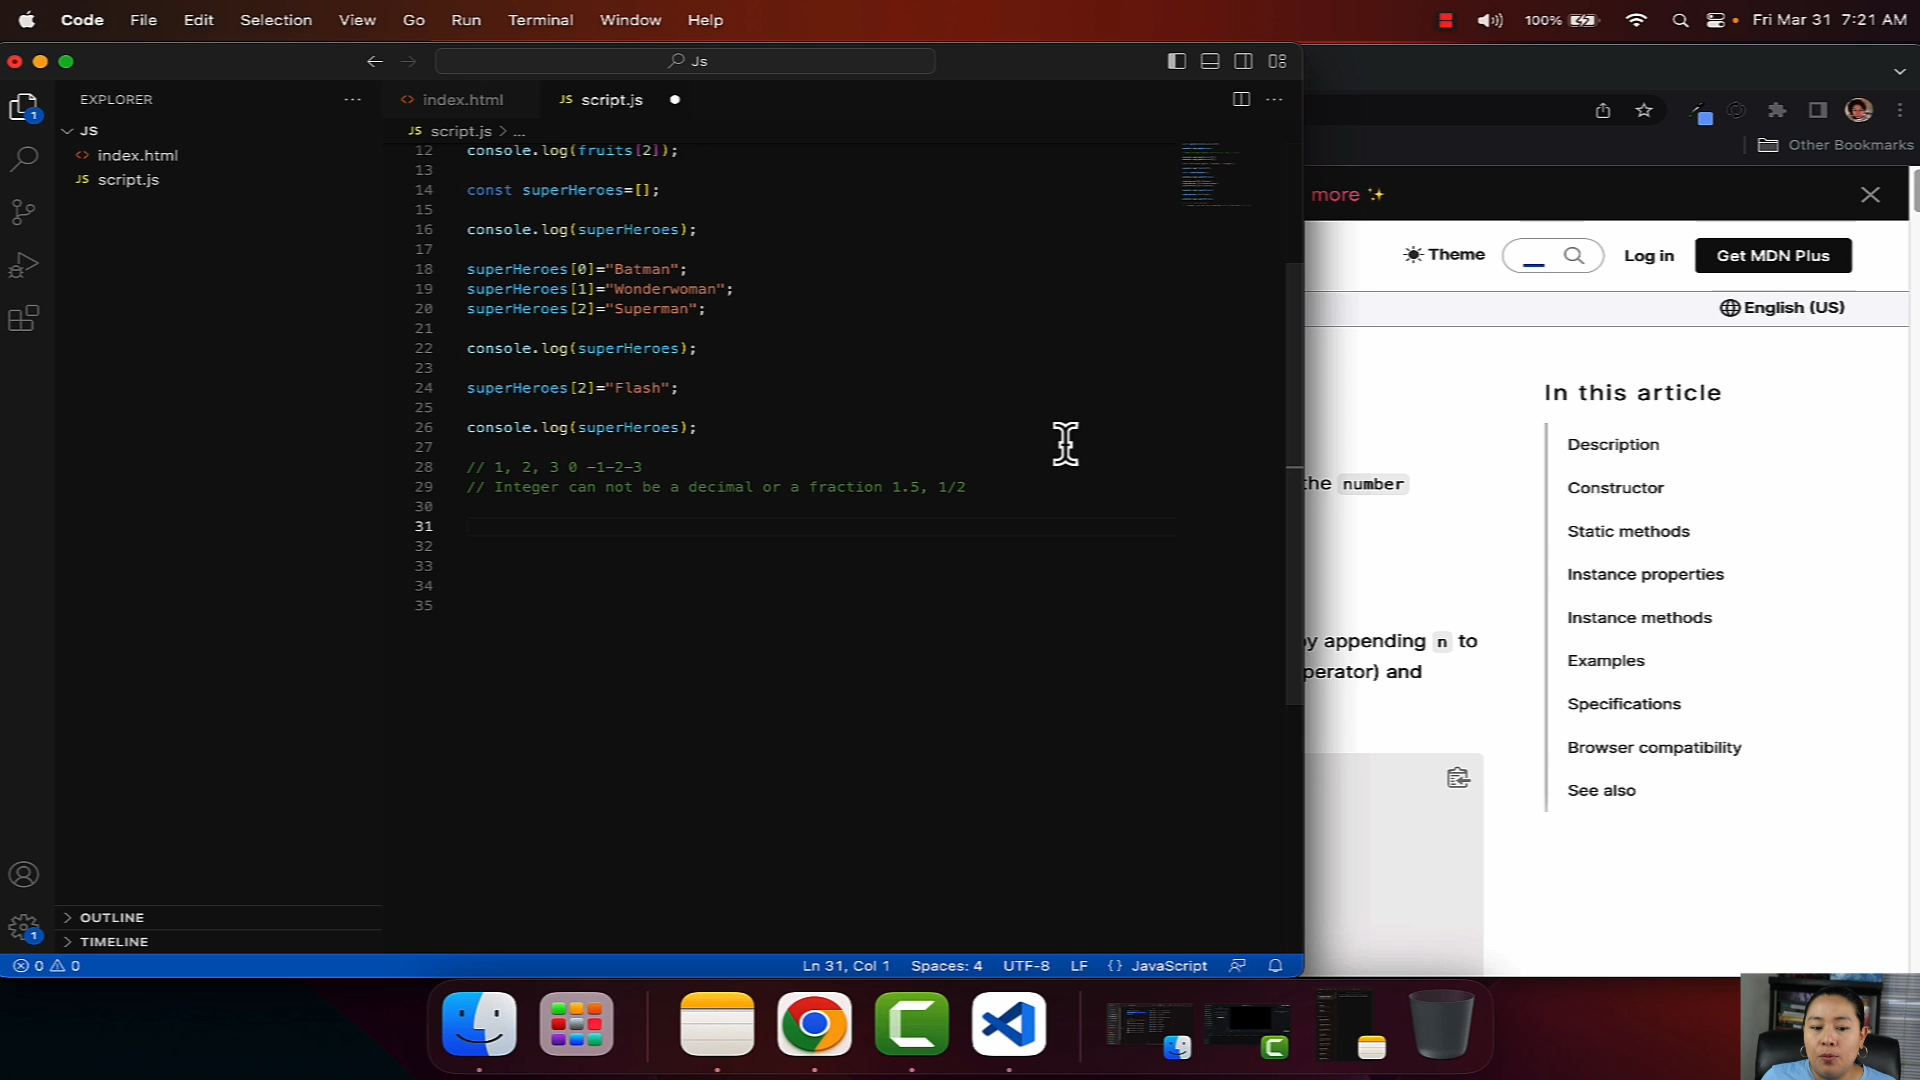 Code File Edit Selection View Go Run Terminal Window Help 100% Fri Mar 31 7:21 AM
Js
EXPLORER
JS
index.html
script.js
OUTLINE
TIMELINE
1
1
index.html
JS script.js
JS script.js > ...
12 console.log(fruits[2]);
13
14 const superHeroes=[];
15
16 console.log(superHeroes);
17
18 superHeroes[0]="Batman";
19 superHeroes[1]="Wonderwoman";
20 superHeroes[2]="Superman";
21
22 console.log(superHeroes);
23
24 superHeroes[2]="Flash";
25
26 console.log(superHeroes);
27
28 // 1, 2, 3 0 -1-2-3
29 // Integer can not be a decimal or a fraction 1.5, 1/2
30
31
32
33
34
35
0 0 Ln 31, Col 1 Spaces: 4 UTF-8 LF {} JavaScript
Other Bookmarks
more ✨
Theme Log in Get MDN Plus
English (US)
the number
by appending n to
perator) and
In this article
Description
Constructor
Static methods
Instance properties
Instance methods
Examples
Specifications
Browser compatibility
See also